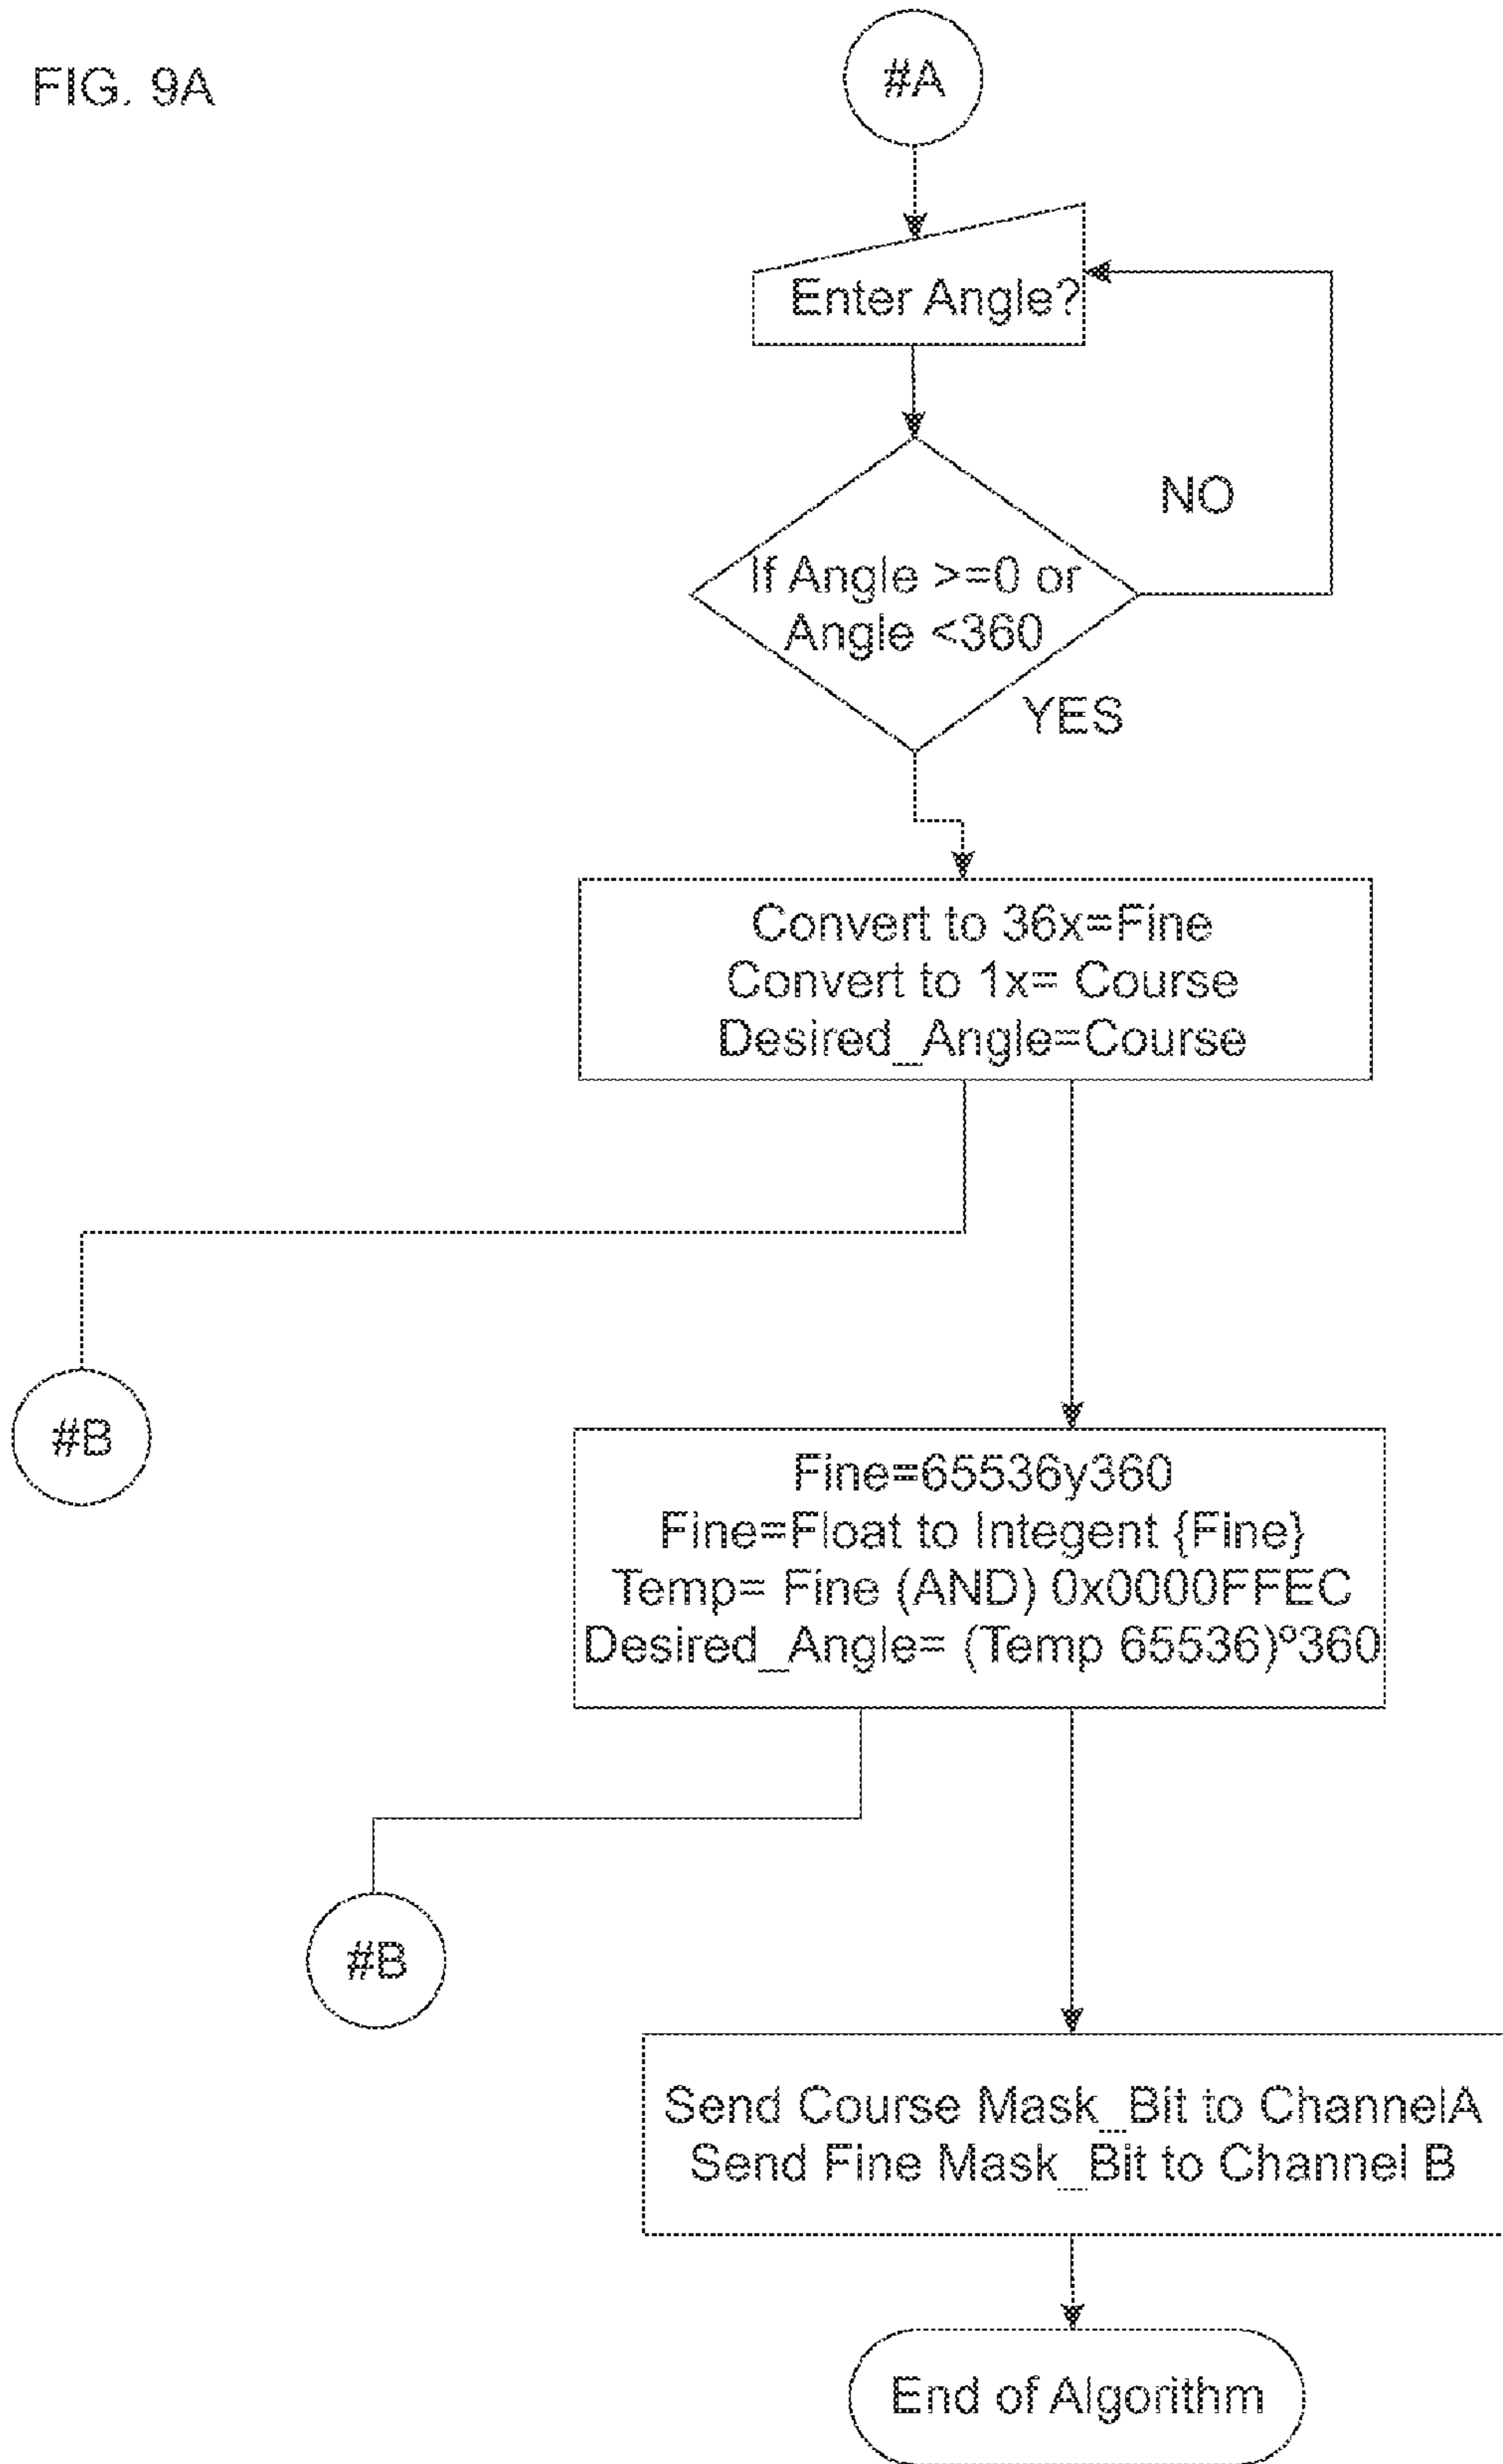 FIG. 9A
#A
Enter Angle?
NO
If Angle >=0 or
Angle <360
YES
Convert to 36x=Fine
Convert to 1x= Course
Desired_Angle=Course
#B
Fine=65536y360
Fine=Float to Integent {Fine}
Temp= Fine (AND) 0x0000FFEC
Desired_Angle= (Temp 65536)º360
#B
Send Course Mask_Bit to ChannelA
Send Fine Mask_Bit to Channel B
End of Algorithm